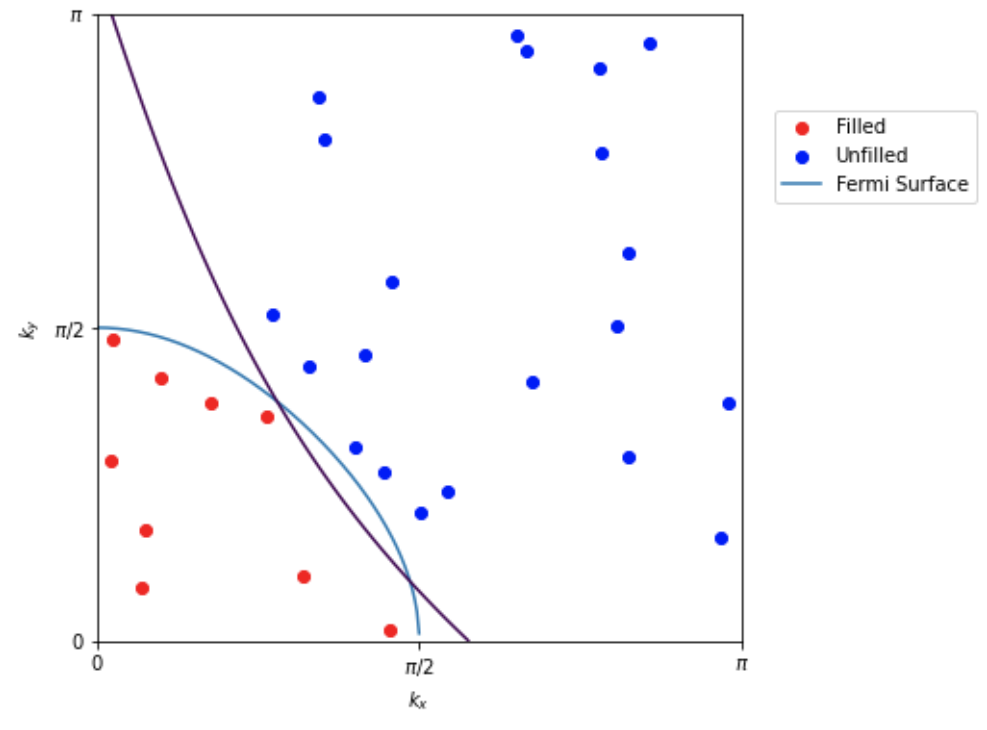 π
Filled
Unfilled
Fermi Surface
k_y
π/2
0
0
π/2
π
k_x